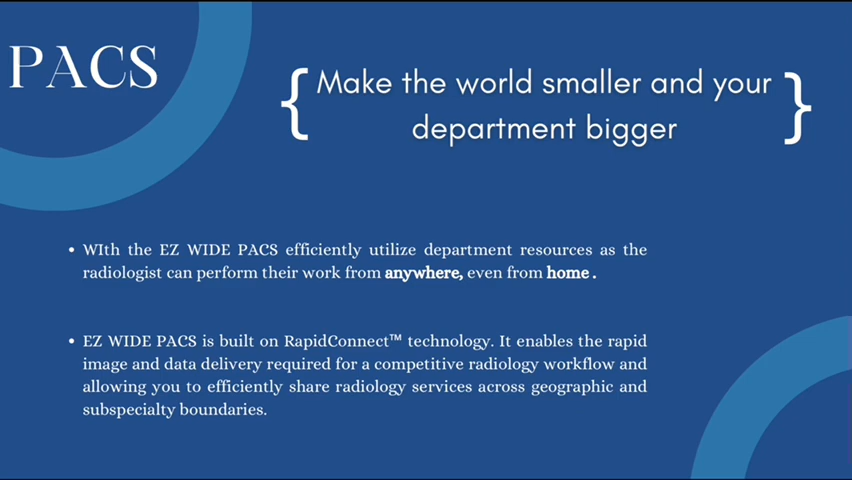 PACS
{ Make the world smaller and your
department bigger }
• WIth the EZ WIDE PACS efficiently utilize department resources as the
radiologist can perform their work from anywhere, even from home .
• EZ WIDE PACS is built on RapidConnect™ technology. It enables the rapid
image and data delivery required for a competitive radiology workflow and
allowing you to efficiently share radiology services across geographic and
subspecialty boundaries.